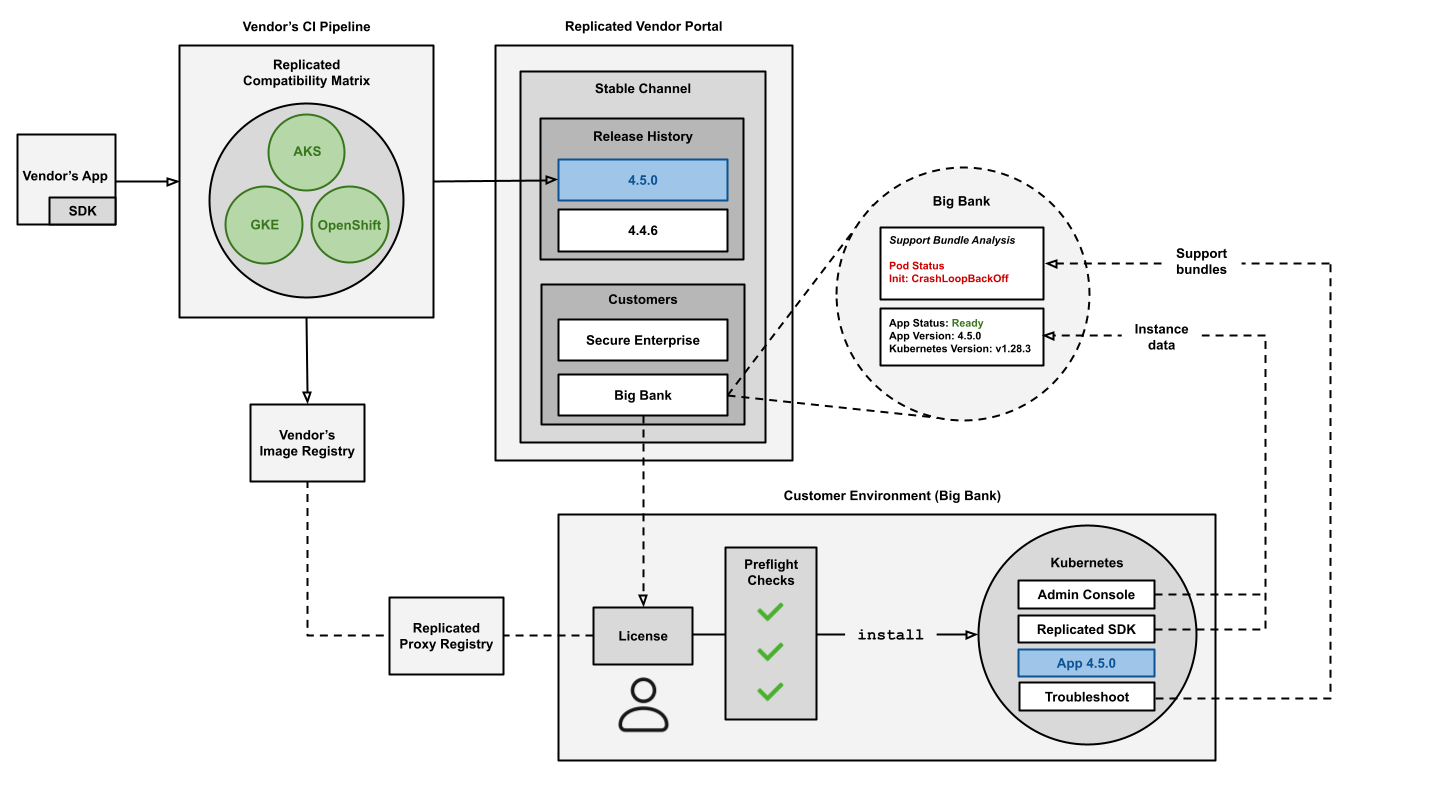 Vendor's CI Pipeline
Replicated Vendor Portal
Replicated
Compatibility Matrix
AKS
GKE
OpenShift
Vendor's App
SDK
Stable Channel
Release History
4.5.0
4.4.6
Customers
Secure Enterprise
Big Bank
Big Bank
Support Bundle Analysis
Pod Status
Init: CrashLoopBackOff
App Status: Ready
App Version: 4.5.0
Kubernetes Version: v1.28.3
Support
bundles
Instance
data
Vendor's
Image Registry
Replicated
Proxy Registry
Customer Environment (Big Bank)
License
Preflight
Checks
install
Kubernetes
Admin Console
Replicated SDK
App 4.5.0
Troubleshoot